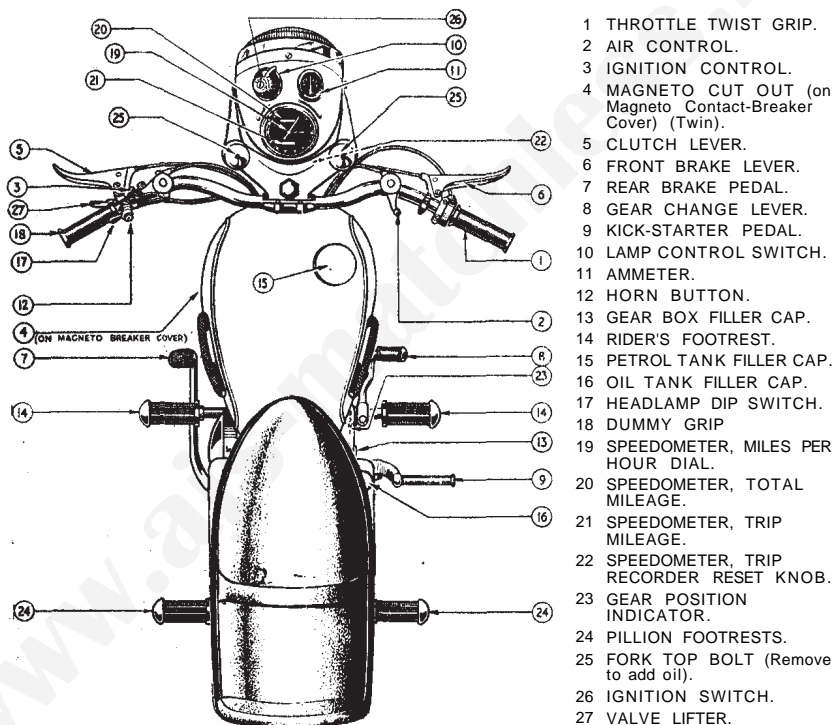 26
20
10
19
11
21
25
25
22
5
3
6
27
18
17
1
15
12
2
4
(ON MAGNETO BREAKER COVER)
7
8
23
14
14
13
9
16
24
24
1 THROTTLE TWIST GRIP.
2 AIR CONTROL.
3 IGNITION CONTROL.
4 MAGNETO CUT OUT (on
Magneto Contact-Breaker
Cover) (Twin).
5 CLUTCH LEVER.
6 FRONT BRAKE LEVER.
7 REAR BRAKE PEDAL.
8 GEAR CHANGE LEVER.
9 KICK-STARTER PEDAL.
10 LAMP CONTROL SWITCH.
11 AMMETER.
12 HORN BUTTON.
13 GEAR BOX FILLER CAP.
14 RIDER'S FOOTREST.
15 PETROL TANK FILLER CAP.
16 OIL TANK FILLER CAP.
17 HEADLAMP DIP SWITCH.
18 DUMMY GRIP
19 SPEEDOMETER, MILES PER
HOUR DIAL.
20 SPEEDOMETER, TOTAL
MILEAGE.
21 SPEEDOMETER, TRIP
MILEAGE.
22 SPEEDOMETER, TRIP
RECORDER RESET KNOB.
23 GEAR POSITION
INDICATOR.
24 PILLION FOOTRESTS.
25 FORK TOP BOLT (Remove
to add oil).
26 IGNITION SWITCH.
27 VALVE LIFTER.